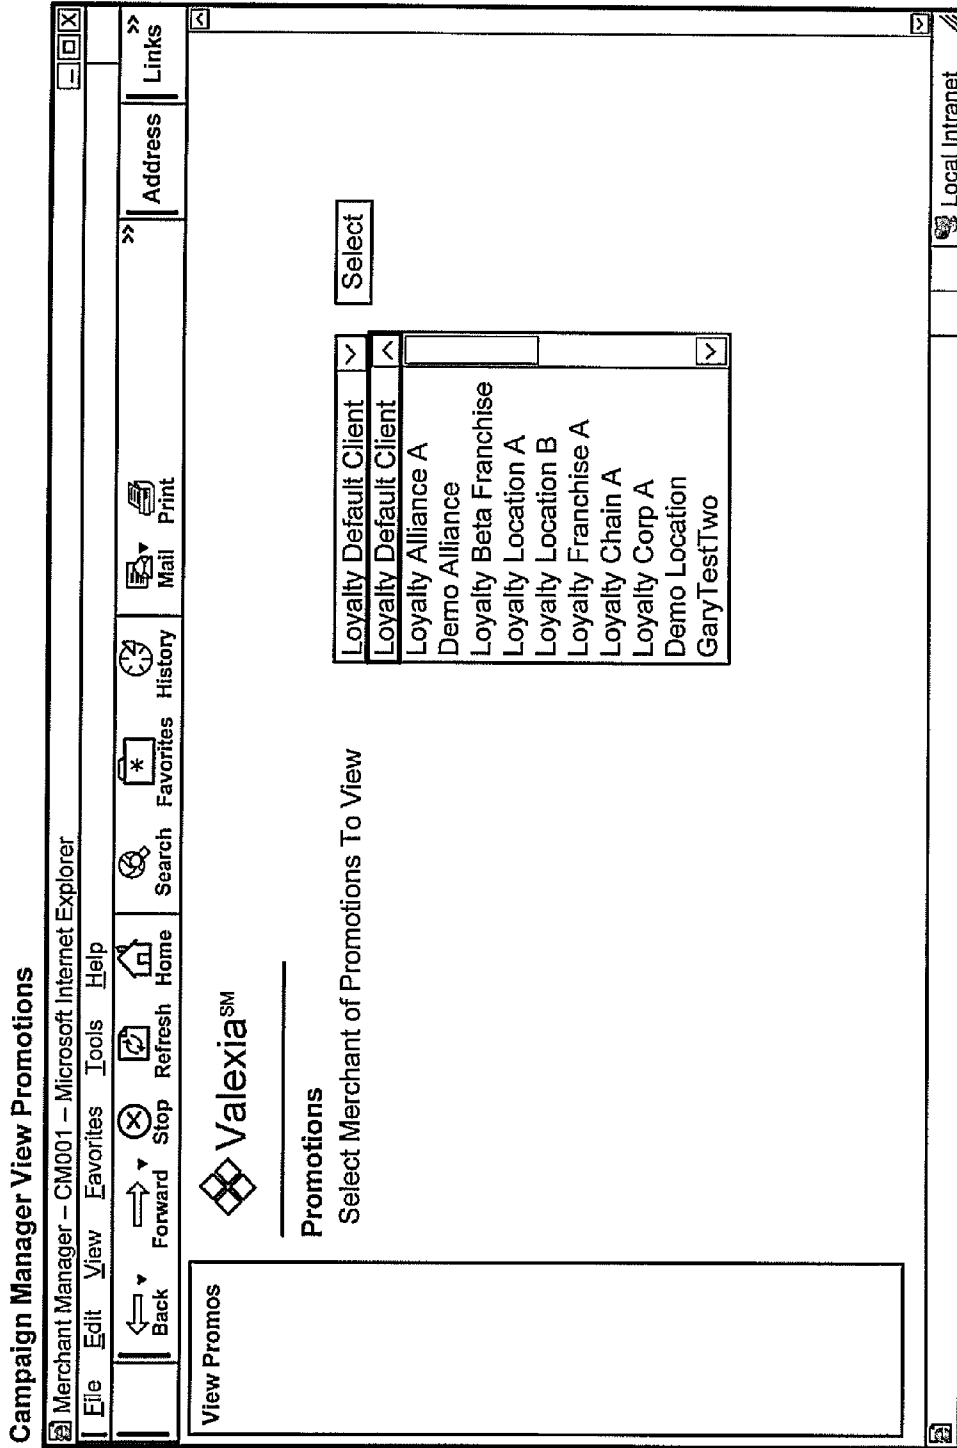 Campaign Manager View Promotions
Merchant Manager – CM001 – Microsoft Internet Explorer
File Edit View Favorites Tools Help
Back Forward Stop Refresh Home Search Favorites History Mail Print » Address Links »
View Promos
Valexia℠
Promotions
Select Merchant of Promotions To View
Loyalty Default Client
Select
Loyalty Default Client
Loyalty Alliance A
Demo Alliance
Loyalty Beta Franchise
Loyalty Location A
Loyalty Location B
Loyalty Franchise A
Loyalty Chain A
Loyalty Corp A
Demo Location
GaryTestTwo
Local Intranet